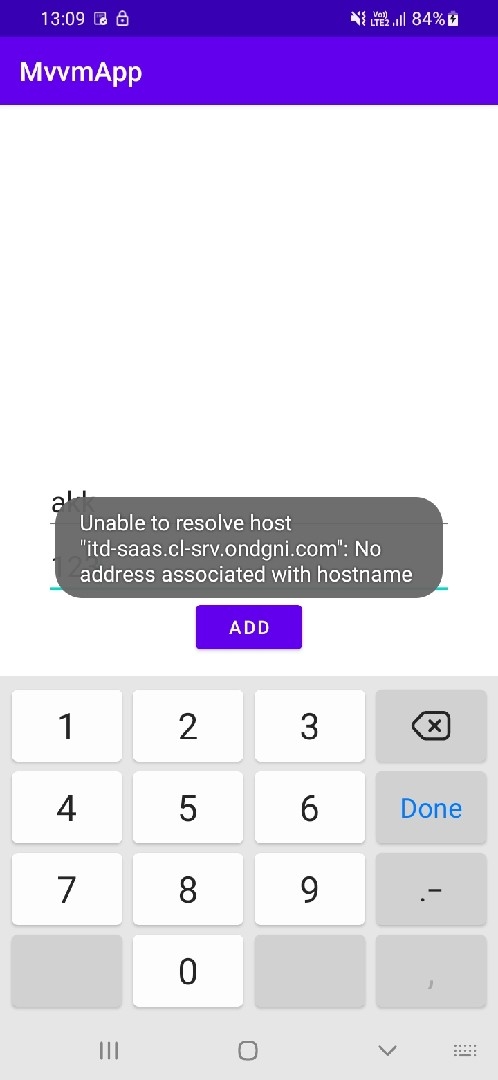 13:09 Vo)) LTE2 84%
MvvmApp
akk
Unable to resolve host
"itd-saas.cl-srv.ondgni.com": No
123
address associated with hostname
ADD
1 2 3
4 5 6 Done
7 8 9 .-
0 ,